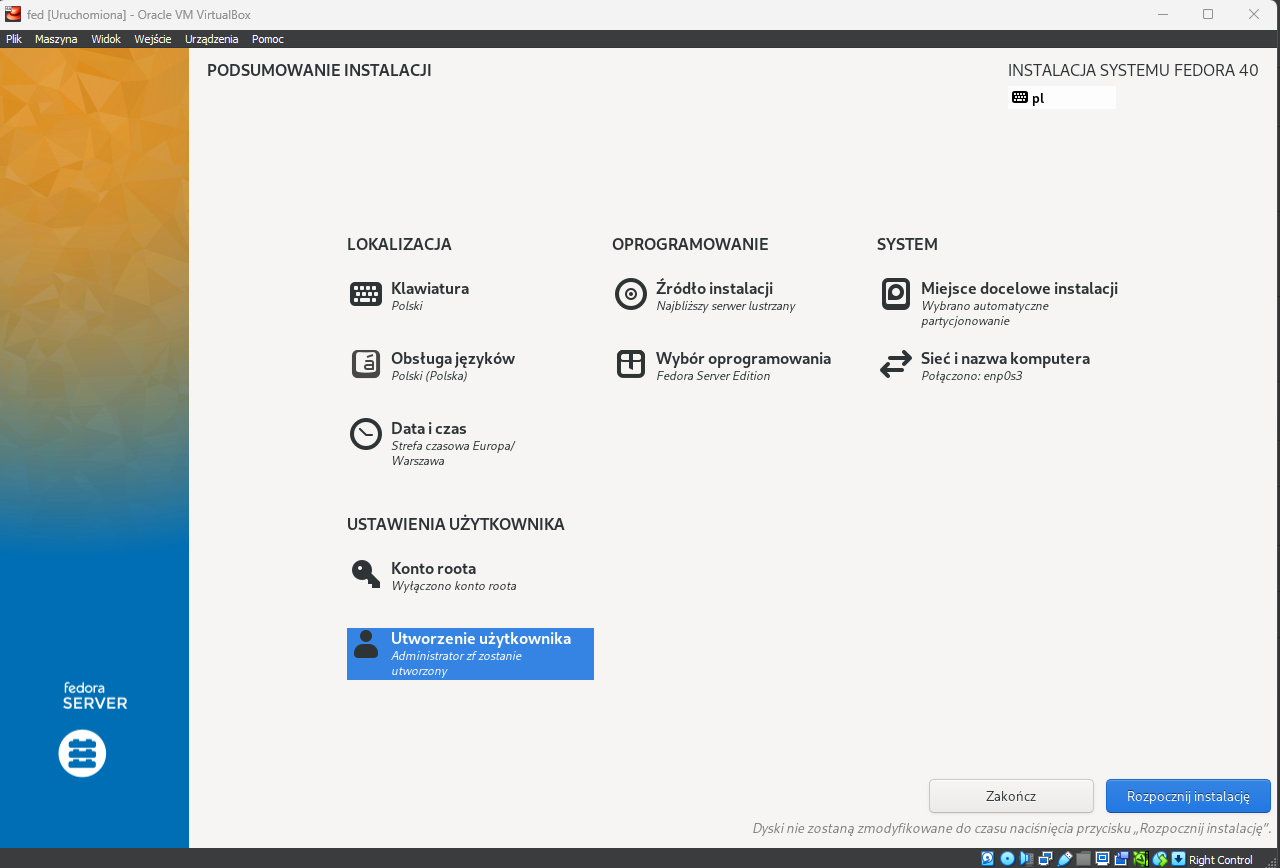 fed [Uruchomiona] - Oracle VM VirtualBox
Plik Maszyna Widok Wejście Urządzenia Pomoc
PODSUMOWANIE INSTALACJI
INSTALACJA SYSTEMU FEDORA 40
pl
LOKALIZACJA
Klawiatura
Polski
Obsługa języków
Polski (Polska)
Data i czas
Strefa czasowa Europa/
Warszawa
OPROGRAMOWANIE
Źródło instalacji
Najbliższy serwer lustrzany
Wybór oprogramowania
Fedora Server Edition
SYSTEM
Miejsce docelowe instalacji
Wybrano automatyczne
partycjonowanie
Sieć i nazwa komputera
Połączono: enp0s3
USTAWIENIA UŻYTKOWNIKA
Konto roota
Wyłączono konto roota
Utworzenie użytkownika
Administrator zf zostanie
utworzony
fedora
SERVER
Zakończ
Rozpocznij instalację
Dyski nie zostaną zmodyfikowane do czasu naciśnięcia przycisku „Rozpocznij instalację”.
Right Control